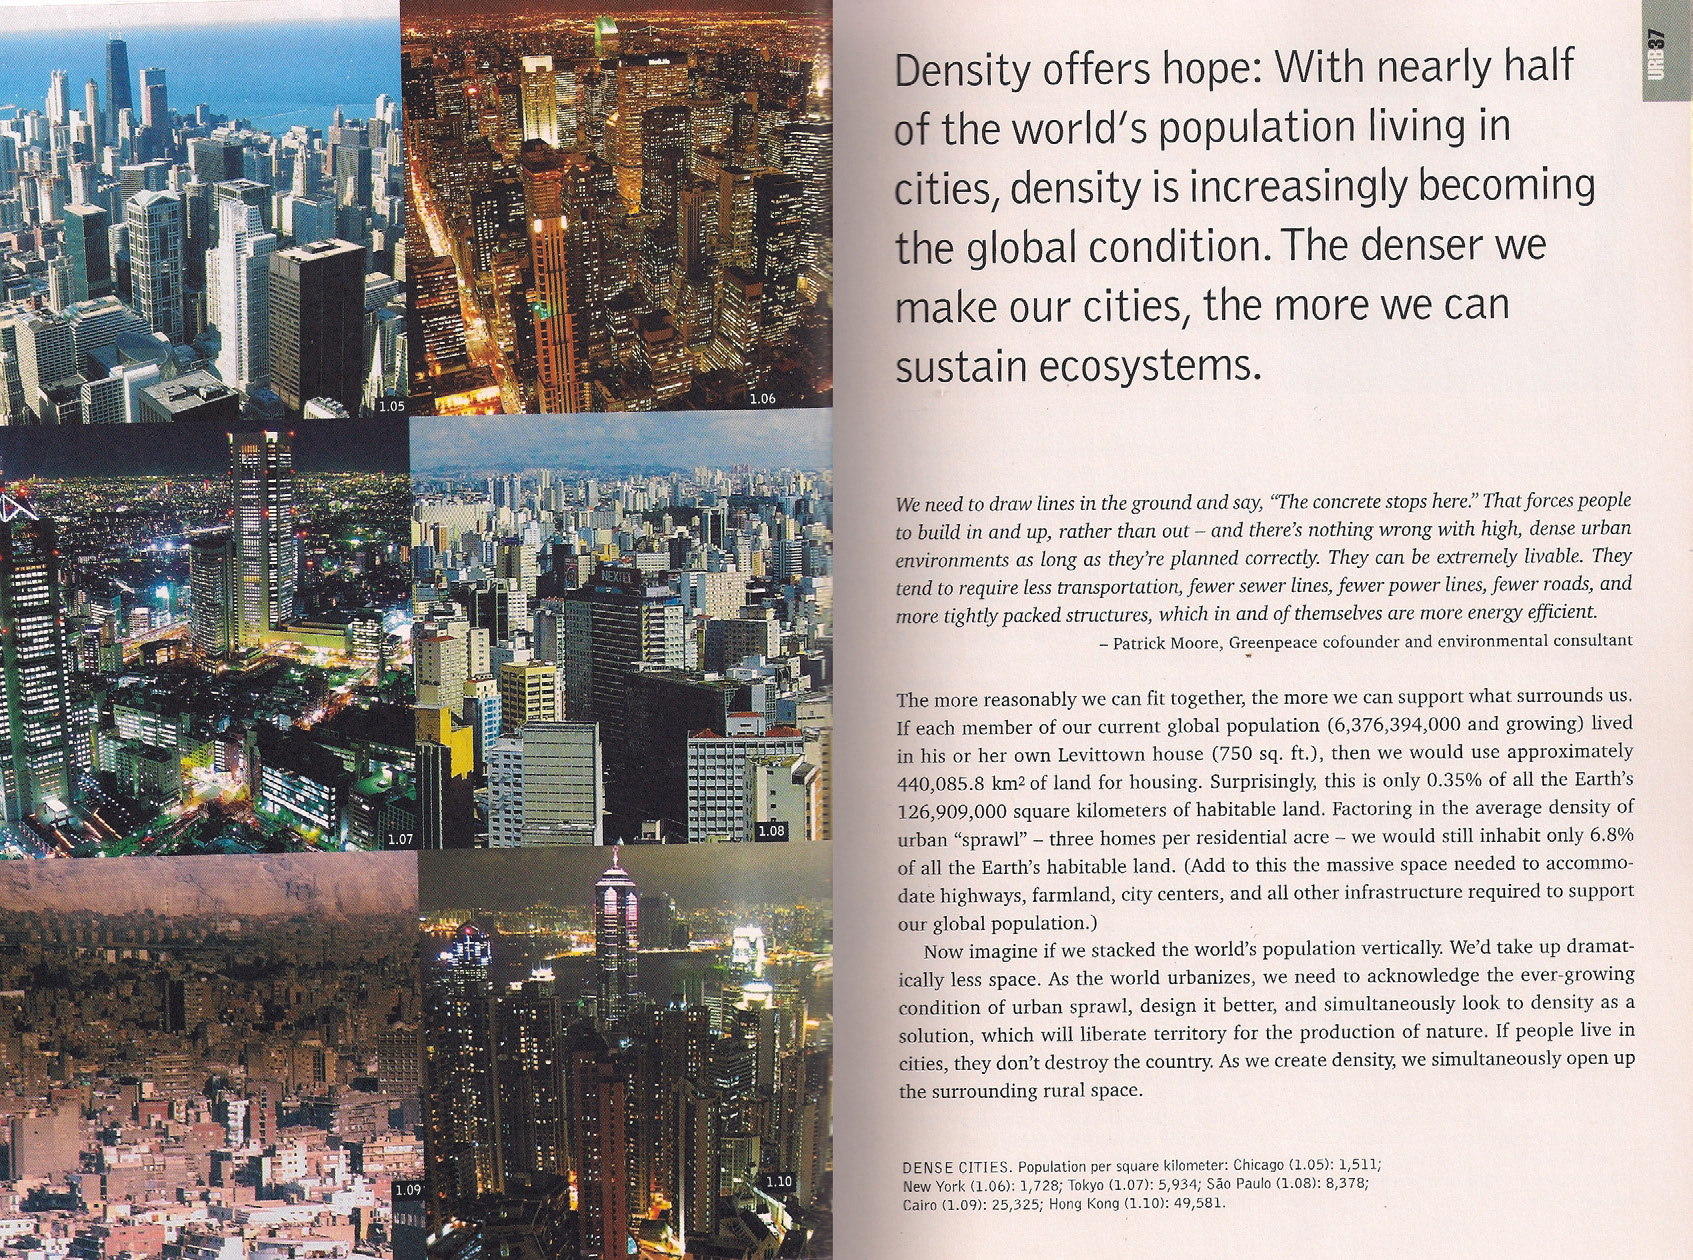 1.05
1.06
1.07
NEXTEL
1.08
1.09
1.10
URB37
Density offers hope: With nearly half
of the world's population living in
cities, density is increasingly becoming
the global condition. The denser we
make our cities, the more we can
sustain ecosystems.
We need to draw lines in the ground and say, “The concrete stops here.” That forces people
to build in and up, rather than out – and there's nothing wrong with high, dense urban
environments as long as they're planned correctly. They can be extremely livable. They
tend to require less transportation, fewer sewer lines, fewer power lines, fewer roads, and
more tightly packed structures, which in and of themselves are more energy efficient.
– Patrick Moore, Greenpeace cofounder and environmental consultant
The more reasonably we can fit together, the more we can support what surrounds us.
If each member of our current global population (6,376,394,000 and growing) lived
in his or her own Levittown house (750 sq. ft.), then we would use approximately
440,085.8 km² of land for housing. Surprisingly, this is only 0.35% of all the Earth's
126,909,000 square kilometers of habitable land. Factoring in the average density of
urban “sprawl” – three homes per residential acre – we would still inhabit only 6.8%
of all the Earth's habitable land. (Add to this the massive space needed to accommo-
date highways, farmland, city centers, and all other infrastructure required to support
our global population.)
Now imagine if we stacked the world's population vertically. We'd take up dramat-
ically less space. As the world urbanizes, we need to acknowledge the ever-growing
condition of urban sprawl, design it better, and simultaneously look to density as a
solution, which will liberate territory for the production of nature. If people live in
cities, they don't destroy the country. As we create density, we simultaneously open up
the surrounding rural space.
DENSE CITIES. Population per square kilometer: Chicago (1.05): 1,511;
New York (1.06): 1,728; Tokyo (1.07): 5,934; São Paulo (1.08): 8,378;
Cairo (1.09): 25,325; Hong Kong (1.10): 49,581.